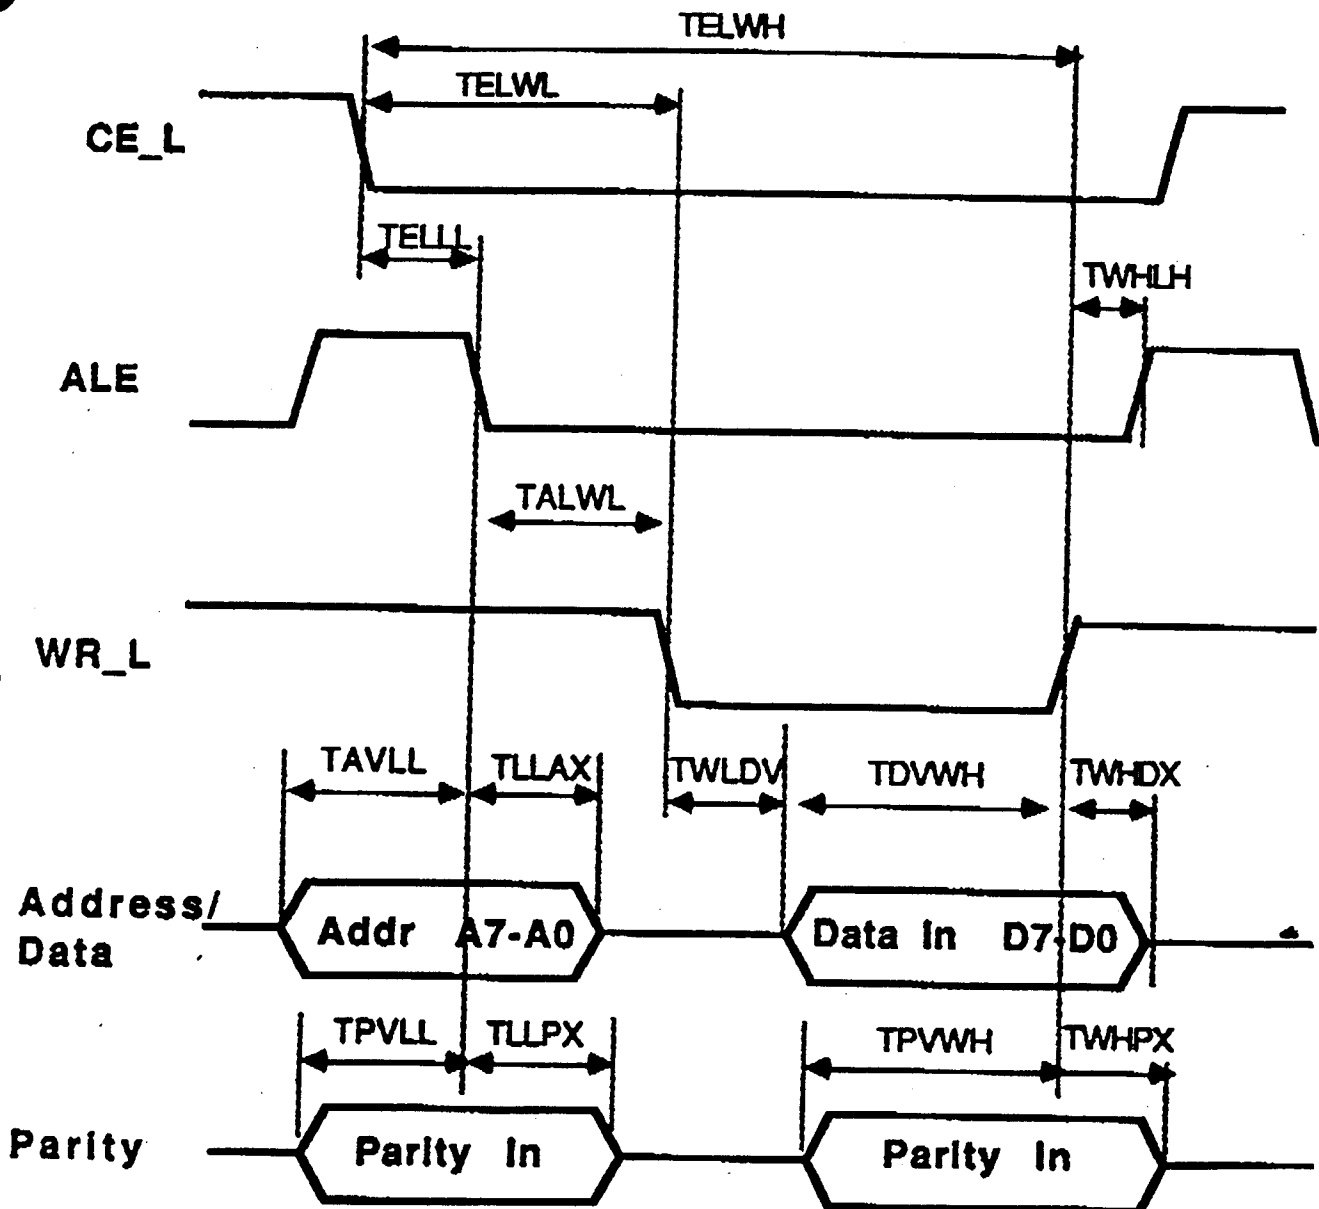 TELWH
TELWL
CE_L
TELLL
TWHLH
ALE
TALWL
WR_L
TAVLL TLLAX TWLDV TDVWH TWHDX
Address/
Data
Addr A7-A0 Data In D7-D0
TPVLL TLLPX TPVWH TWHPX
Parity Parity In Parity In